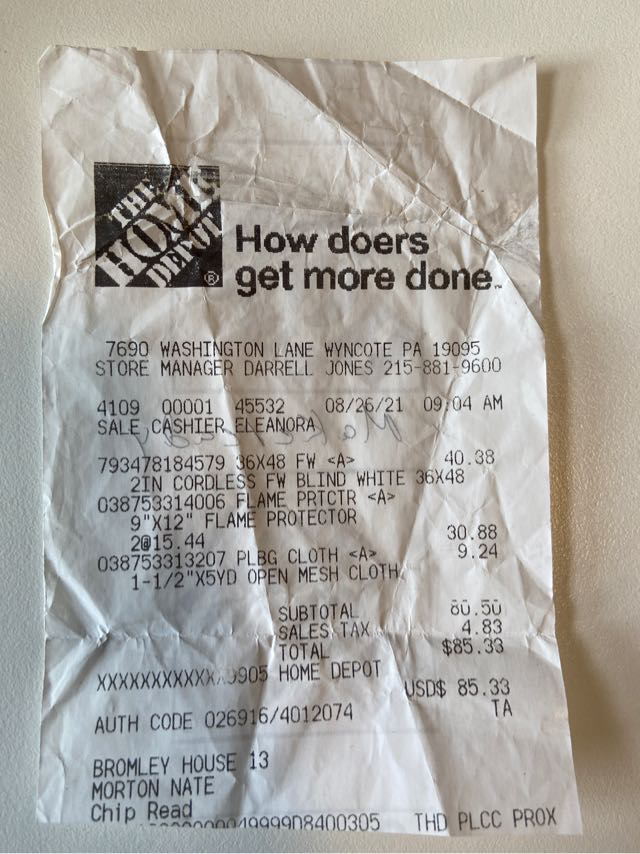 THE
HOME
DEPOT
®
How doers
get more done™
7690 WASHINGTON LANE WYNCOTE PA 19095
STORE MANAGER DARRELL JONES 215-881-9600
4109 00001 45532 08/26/21 09:04 AM
SALE CASHIER ELEANORA
793478184579 36X48 FW <A> 40.38
2IN CORDLESS FW BLIND WHITE 36X48
038753314006 FLAME PRTCTR <A>
9"X12" FLAME PROTECTOR
2@15.44 30.88
038753313207 PLBG CLOTH <A> 9.24
1-1/2"X5YD OPEN MESH CLOTH
SUBTOTAL 80.50
SALES TAX 4.83
TOTAL $85.33
XXXXXXXXXXXX9905 HOME DEPOT
USD$ 85.33
AUTH CODE 026916/4012074 TA
BROMLEY HOUSE 13
MORTON NATE
Chip Read
THD PLCC PROX